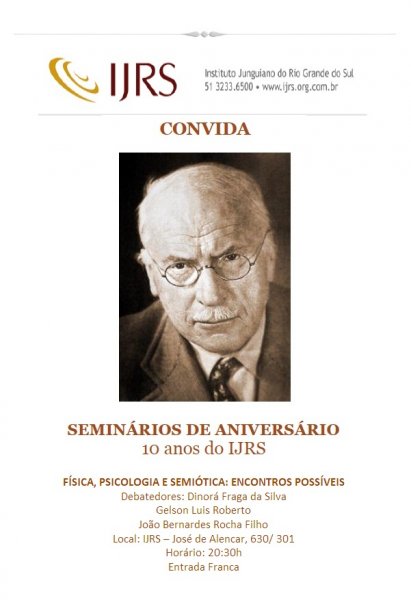 IJRS
Instituto Junguiano do Rio Grande do Sul
51 3233.6500 • www.ijrs.org.com.br
CONVIDA
SEMINÁRIOS DE ANIVERSÁRIO
10 anos do IJRS
FÍSICA, PSICOLOGIA E SEMIÓTICA: ENCONTROS POSSÍVEIS
Debatedores: Dinorá Fraga da Silva
Gelson Luis Roberto
João Bernardes Rocha Filho
Local: IJRS – José de Alencar, 630/ 301
Horário: 20:30h
Entrada Franca